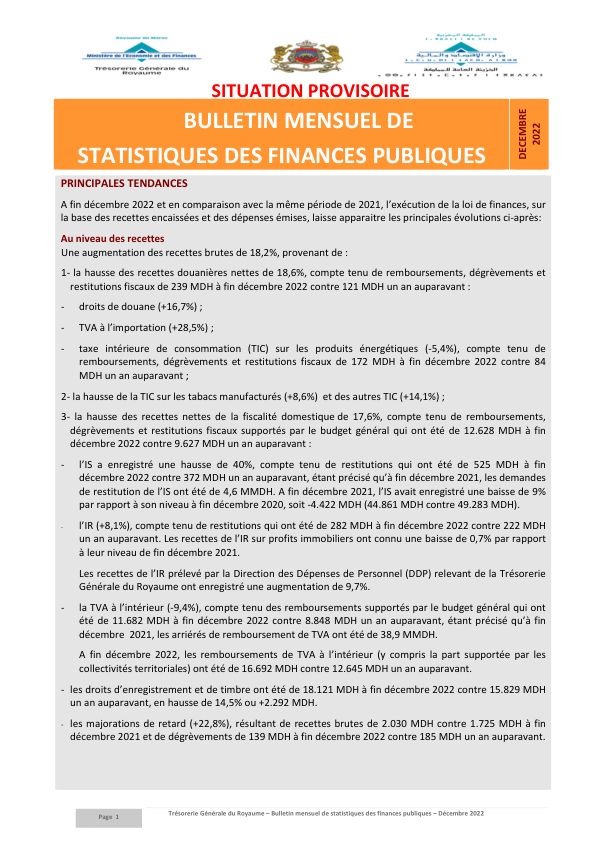 Royaume du Maroc
Ministère de l'Economie et des Finances
Trésorerie Générale du
Royaume
المملكة المغربية
وزارة الاقتصاد والمالية
الخزينة العامة للمملكة
SITUATION PROVISOIRE
BULLETIN MENSUEL DE
STATISTIQUES DES FINANCES PUBLIQUES
DECEMBRE
2022
PRINCIPALES TENDANCES
A fin décembre 2022 et en comparaison avec la même période de 2021, l'exécution de la loi de finances, sur
la base des recettes encaissées et des dépenses émises, laisse apparaitre les principales évolutions ci-après:
Au niveau des recettes
Une augmentation des recettes brutes de 18,2%, provenant de :
1- la hausse des recettes douanières nettes de 18,6%, compte tenu de remboursements, dégrèvements et
restitutions fiscaux de 239 MDH à fin décembre 2022 contre 121 MDH un an auparavant :
- droits de douane (+16,7%) ;
- TVA à l'importation (+28,5%) ;
- taxe intérieure de consommation (TIC) sur les produits énergétiques (-5,4%), compte tenu de
remboursements, dégrèvements et restitutions fiscaux de 172 MDH à fin décembre 2022 contre 84
MDH un an auparavant ;
2- la hausse de la TIC sur les tabacs manufacturés (+8,6%) et des autres TIC (+14,1%) ;
3- la hausse des recettes nettes de la fiscalité domestique de 17,6%, compte tenu de remboursements,
dégrèvements et restitutions fiscaux supportés par le budget général qui ont été de 12.628 MDH à fin
décembre 2022 contre 9.627 MDH un an auparavant :
- l'IS a enregistré une hausse de 40%, compte tenu de restitutions qui ont été de 525 MDH à fin
décembre 2022 contre 372 MDH un an auparavant, étant précisé qu'à fin décembre 2021, les demandes
de restitution de l'IS ont été de 4,6 MMDH. A fin décembre 2021, l'IS avait enregistré une baisse de 9%
par rapport à son niveau à fin décembre 2020, soit -4.422 MDH (44.861 MDH contre 49.283 MDH).
- l'IR (+8,1%), compte tenu de restitutions qui ont été de 282 MDH à fin décembre 2022 contre 222 MDH
un an auparavant. Les recettes de l'IR sur profits immobiliers ont connu une baisse de 0,7% par rapport
à leur niveau de fin décembre 2021.
Les recettes de l'IR prélevé par la Direction des Dépenses de Personnel (DDP) relevant de la Trésorerie
Générale du Royaume ont enregistré une augmentation de 9,7%.
- la TVA à l'intérieur (-9,4%), compte tenu des remboursements supportés par le budget général qui ont
été de 11.682 MDH à fin décembre 2022 contre 8.848 MDH un an auparavant, étant précisé qu'à fin
décembre 2021, les arriérés de remboursement de TVA ont été de 38,9 MMDH.
A fin décembre 2022, les remboursements de TVA à l'intérieur (y compris la part supportée par les
collectivités territoriales) ont été de 16.692 MDH contre 12.645 MDH un an auparavant.
- les droits d'enregistrement et de timbre ont été de 18.121 MDH à fin décembre 2022 contre 15.829 MDH
un an auparavant, en hausse de 14,5% ou +2.292 MDH.
- les majorations de retard (+22,8%), résultant de recettes brutes de 2.030 MDH contre 1.725 MDH à fin
décembre 2021 et de dégrèvements de 139 MDH à fin décembre 2022 contre 185 MDH un an auparavant.
Page 1
Trésorerie Générale du Royaume – Bulletin mensuel de statistiques des finances publiques – Décembre 2022